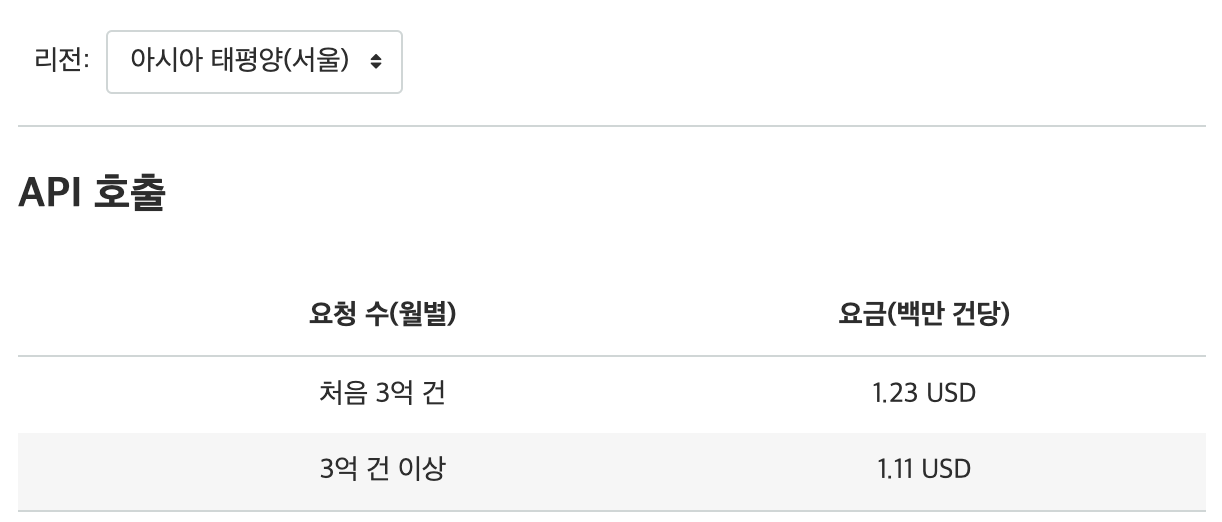 리전: 아시아 태평양(서울)
API 호출
요청 수(월별) 요금(백만 건당)
처음 3억 건 1.23 USD
3억 건 이상 1.11 USD